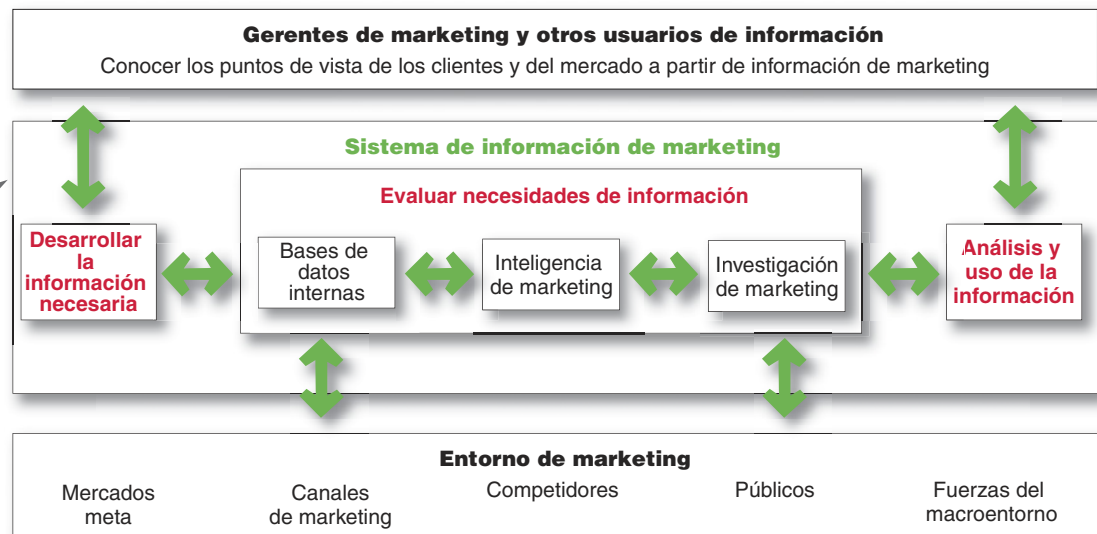 Gerentes de marketing y otros usuarios de información
Conocer los puntos de vista de los clientes y del mercado a partir de información de marketing
Sistema de información de marketing
Evaluar necesidades de información
Desarrollar
la
información
necesaria
Bases de
datos
internas
Inteligencia
de marketing
Investigación
de marketing
Análisis y
uso de la
información
Entorno de marketing
Mercados
meta
Canales
de marketing
Competidores
Públicos
Fuerzas del
macroentorno